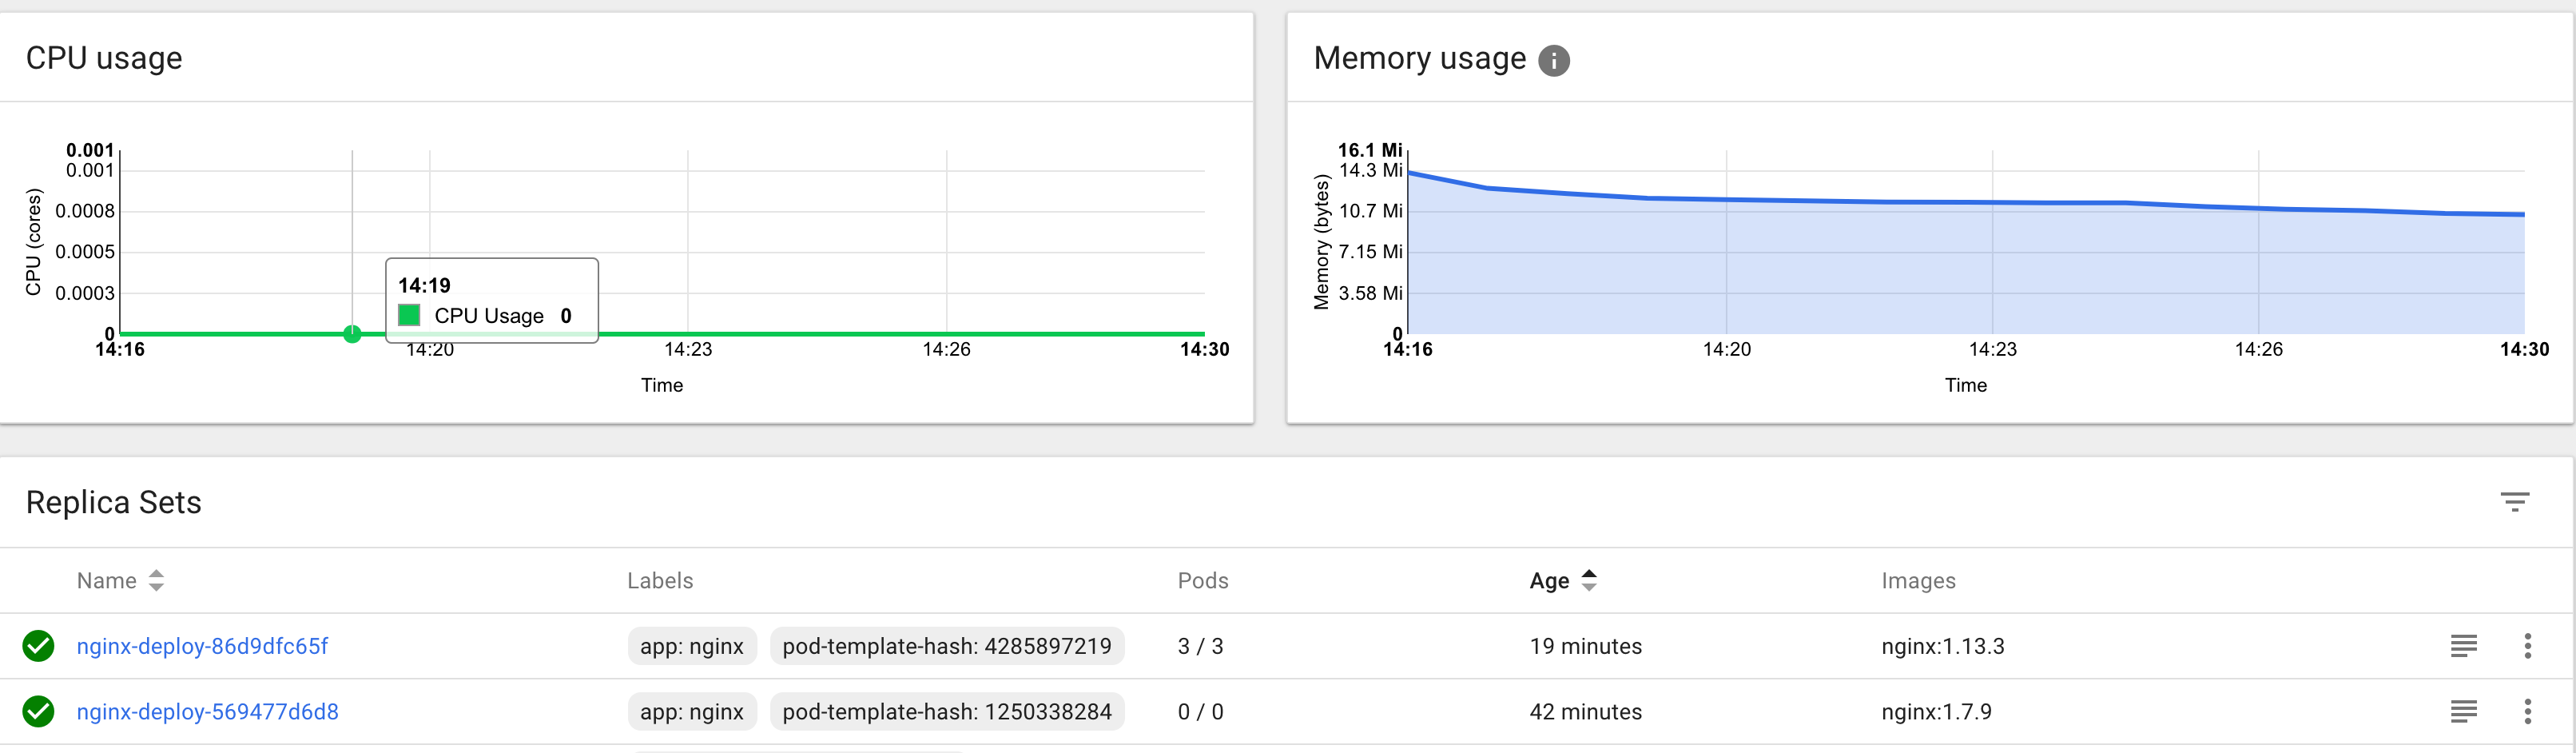 CPU usage
CPU (cores)
0.001
0.001
0.0008
0.0005
0.0003
0
14:19
CPU Usage 0
14:16 14:20 14:23 14:26 14:30
Time
Memory usage
Memory (bytes)
16.1 Mi
14.3 Mi
10.7 Mi
7.15 Mi
3.58 Mi
0
14:16 14:20 14:23 14:26 14:30
Time
Replica Sets
Name Labels Pods Age Images
nginx-deploy-86d9dfc65f app: nginx pod-template-hash: 4285897219 3 / 3 19 minutes nginx:1.13.3
nginx-deploy-569477d6d8 app: nginx pod-template-hash: 1250338284 0 / 0 42 minutes nginx:1.7.9